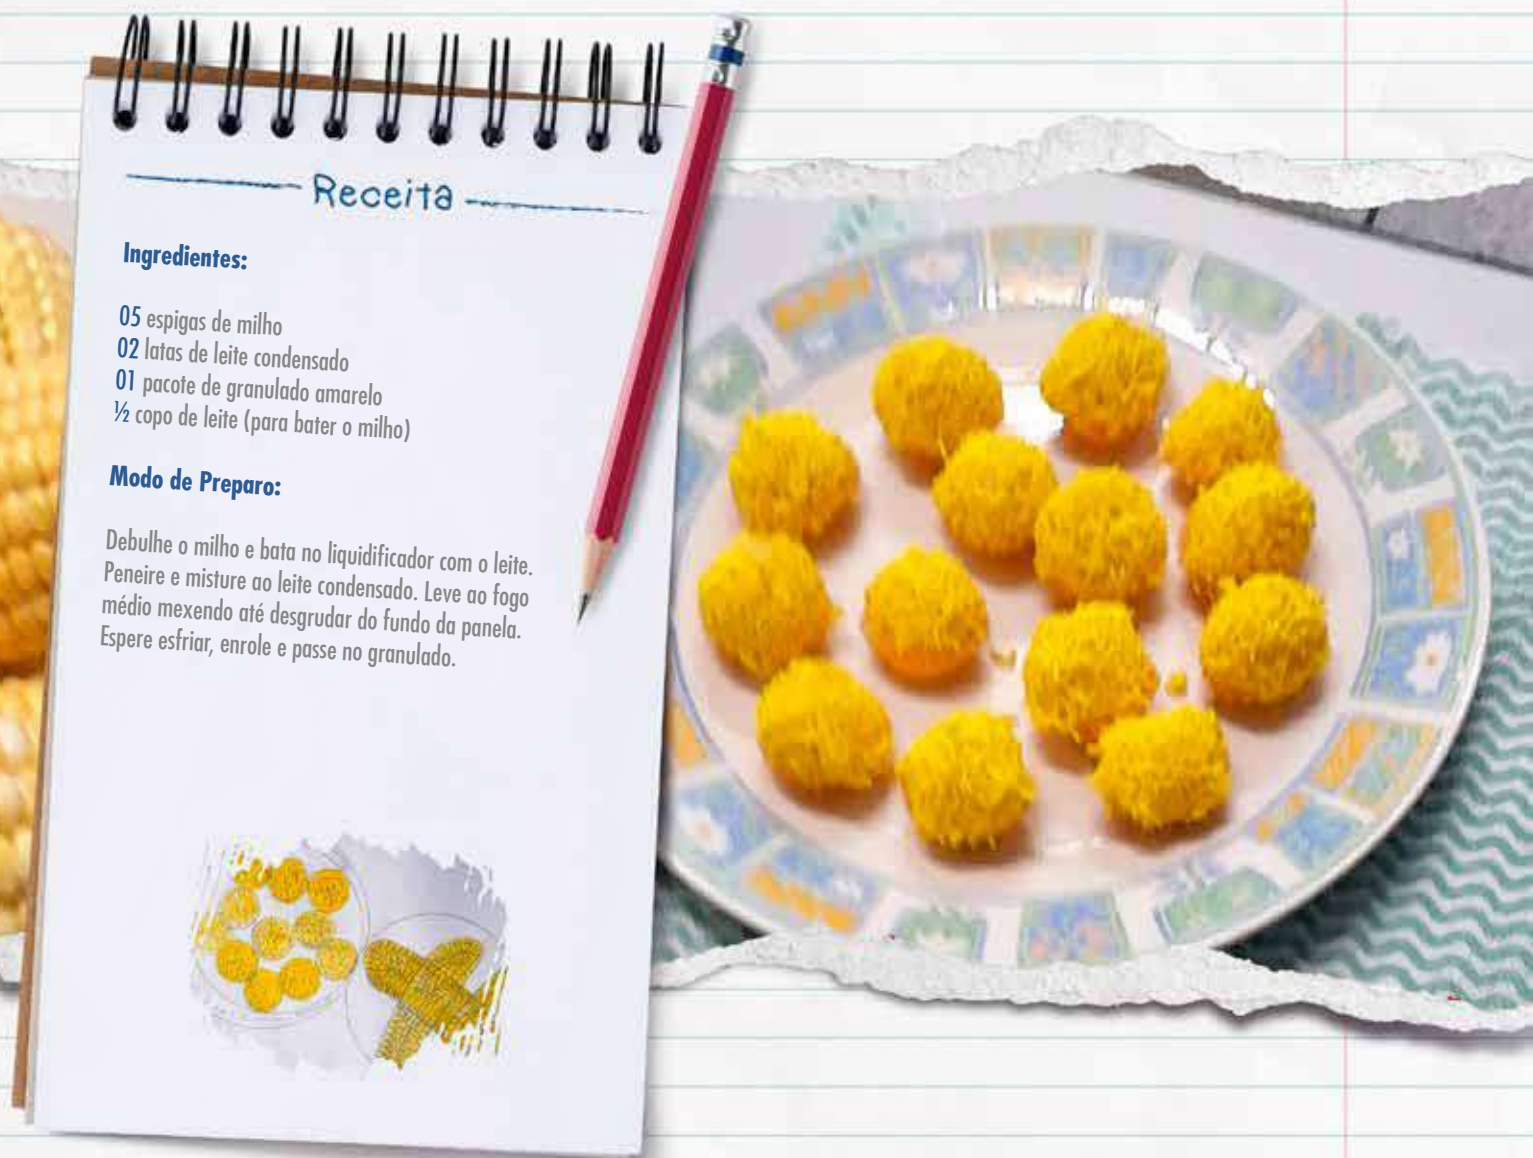 Receita
Ingredientes:
05 espigas de milho
02 latas de leite condensado
01 pacote de granulado amarelo
½ copo de leite (para bater o milho)
Modo de Preparo:
Debulhe o milho e bata no liquidificador com o leite.
Peneire e misture ao leite condensado. Leve ao fogo
médio mexendo até desgrudar do fundo da panela.
Espere esfriar, enrole e passe no granulado.